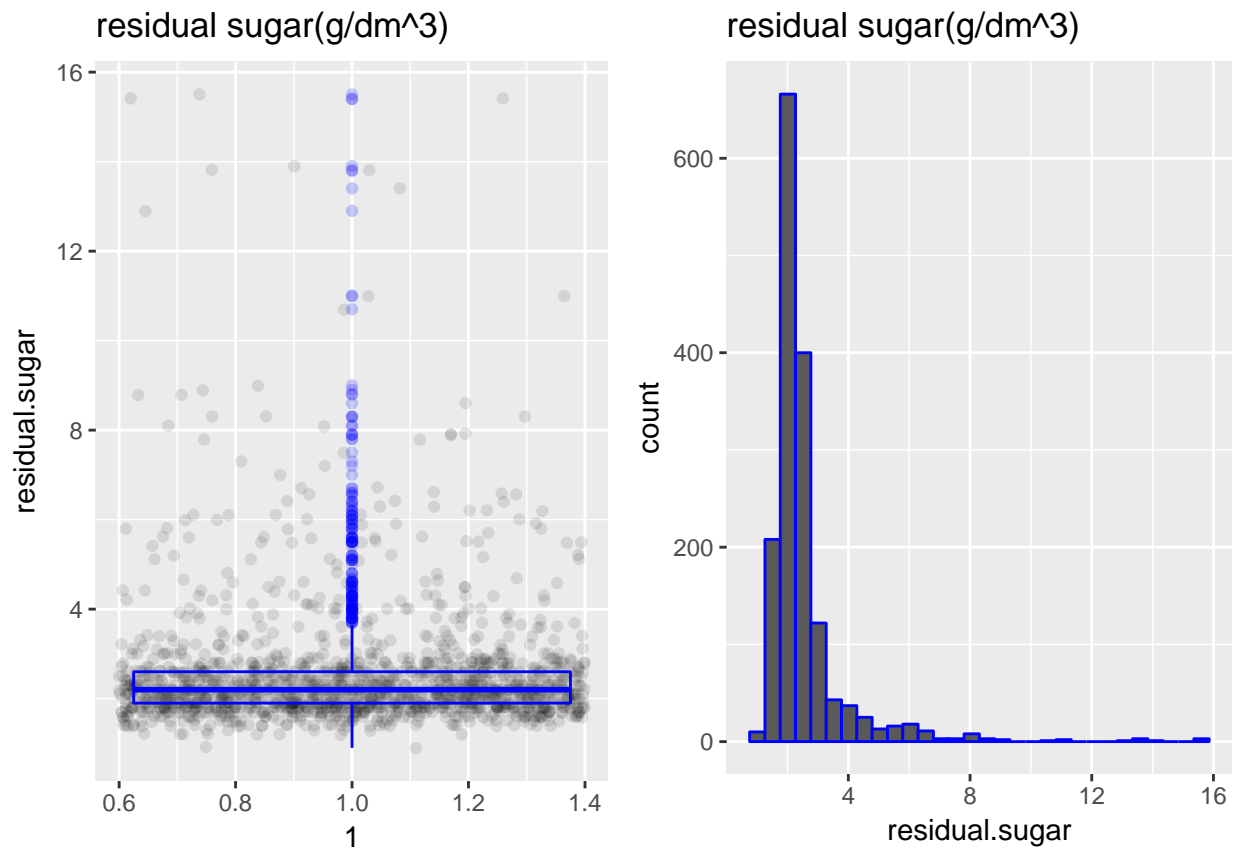 residual sugar(g/dm^3)
16
12
8
4
residual.sugar
0.6 0.8 1.0 1.2 1.4
1
residual sugar(g/dm^3)
600
400
200
0
count
4 8 12 16
residual.sugar